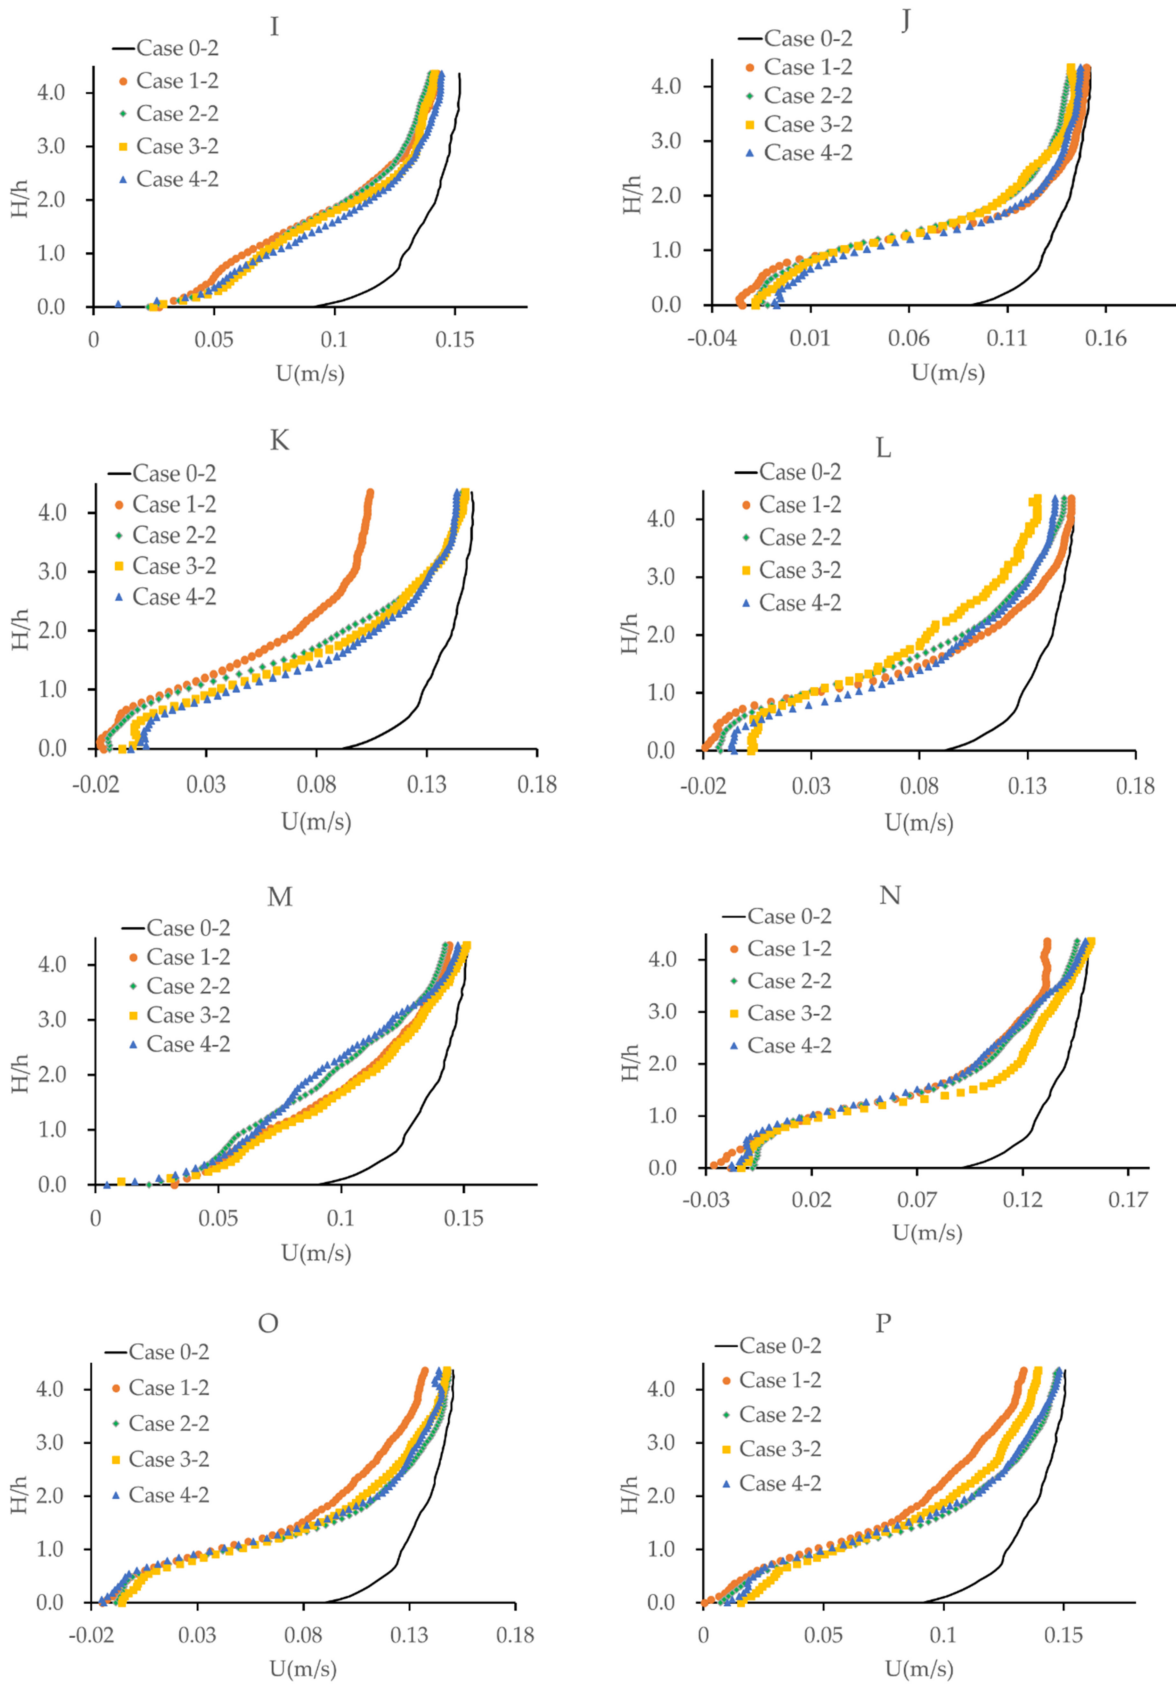 I
Case 0-2
Case 1-2
Case 2-2
Case 3-2
Case 4-2
H/h
4.0
3.0
2.0
1.0
0.0
0 0.05 0.1 0.15
U(m/s)
J
Case 0-2
Case 1-2
Case 2-2
Case 3-2
Case 4-2
H/h
4.0
3.0
2.0
1.0
0.0
-0.04 0.01 0.06 0.11 0.16
U(m/s)
K
Case 0-2
Case 1-2
Case 2-2
Case 3-2
Case 4-2
H/h
4.0
3.0
2.0
1.0
0.0
-0.02 0.03 0.08 0.13 0.18
U(m/s)
L
Case 0-2
Case 1-2
Case 2-2
Case 3-2
Case 4-2
H/h
4.0
3.0
2.0
1.0
0.0
-0.02 0.03 0.08 0.13 0.18
U(m/s)
M
Case 0-2
Case 1-2
Case 2-2
Case 3-2
Case 4-2
H/h
4.0
3.0
2.0
1.0
0.0
0 0.05 0.1 0.15
U(m/s)
N
Case 0-2
Case 1-2
Case 2-2
Case 3-2
Case 4-2
H/h
4.0
3.0
2.0
1.0
0.0
-0.03 0.02 0.07 0.12 0.17
U(m/s)
O
Case 0-2
Case 1-2
Case 2-2
Case 3-2
Case 4-2
H/h
4.0
3.0
2.0
1.0
0.0
-0.02 0.03 0.08 0.13 0.18
U(m/s)
P
Case 0-2
Case 1-2
Case 2-2
Case 3-2
Case 4-2
H/h
4.0
3.0
2.0
1.0
0.0
0 0.05 0.1 0.15
U(m/s)